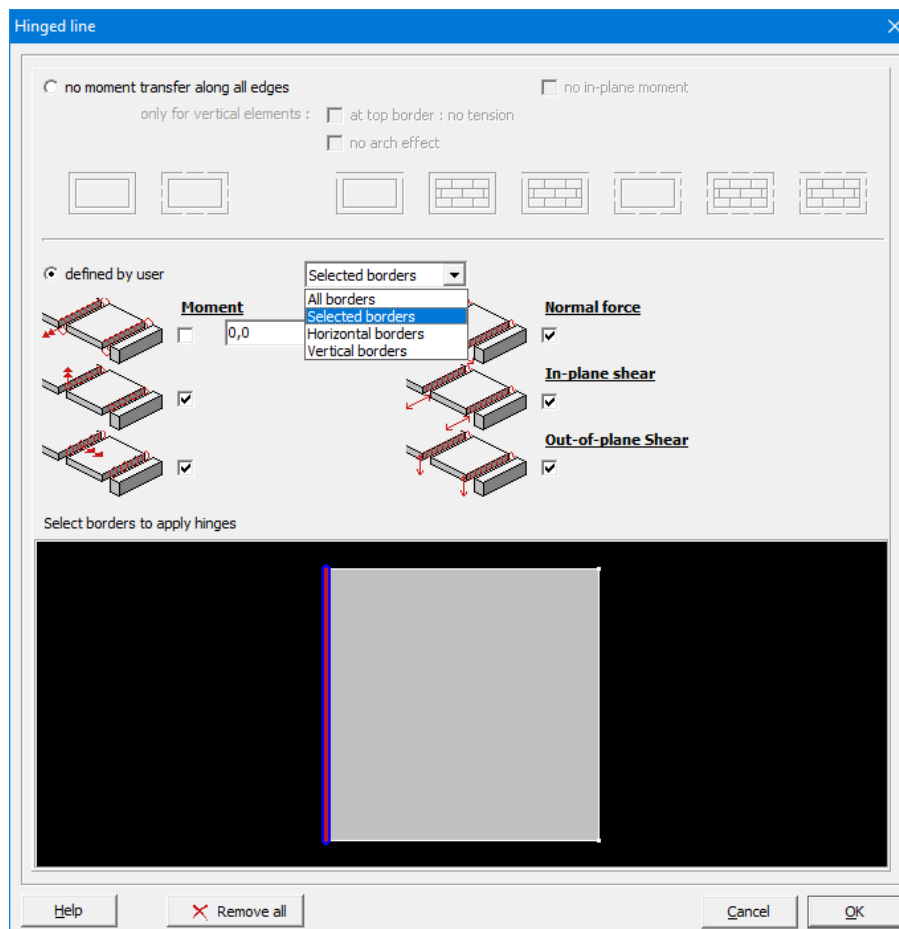 Hinged line
no moment transfer along all edges
no in-plane moment
only for vertical elements :
at top border : no tension
no arch effect
defined by user
Selected borders
All borders
Selected borders
Horizontal borders
Vertical borders
Moment
0,0
Normal force
In-plane shear
Out-of-plane Shear
Select borders to apply hinges
Help
Remove all
Cancel
OK